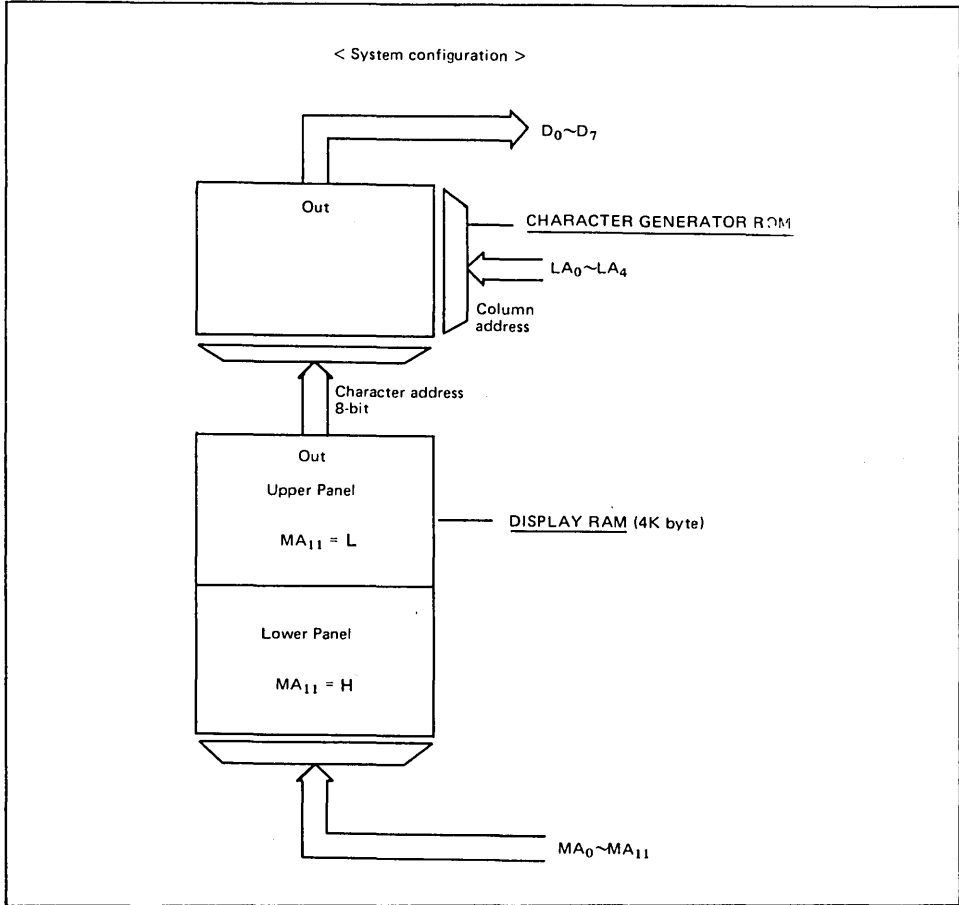 < System configuration >
D₀~D₇
Out
CHARACTER GENERATOR ROM
LA₀~LA₄
Column
address
Character address
8-bit
Out
Upper Panel
DISPLAY RAM (4K byte)
MA₁₁ = L
Lower Panel
MA₁₁ = H
MA₀~MA₁₁